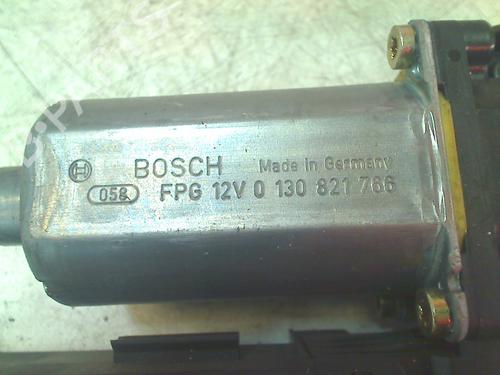 BOSCH Made in Germany
058 FPG 12V 0 130 821 766